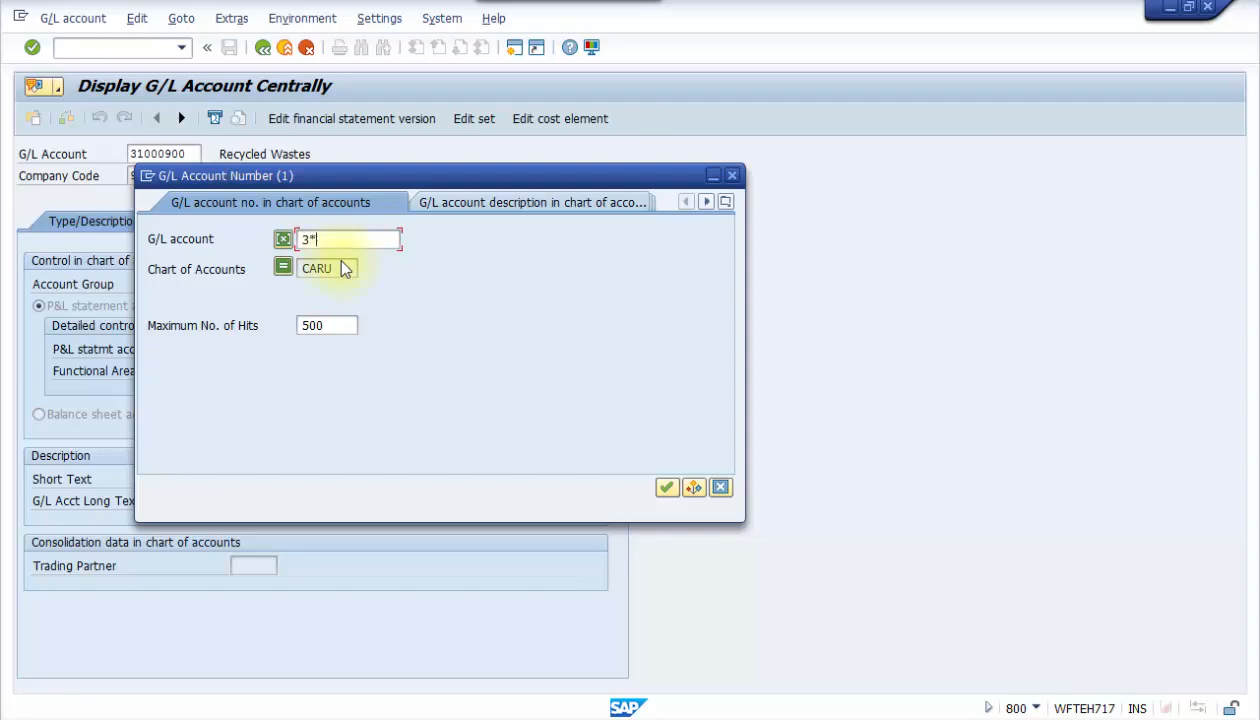 G/L account Edit Goto Extras Environment Settings System Help
Display G/L Account Centrally
Edit financial statement version Edit set Edit cost element
G/L Account 31000900 Recycled Wastes
Company Code
G/L Account Number (1)
G/L account no. in chart of accounts G/L account description in chart of acco...
Type/Descriptio
G/L account 3*
Control in chart of
Chart of Accounts CARU
Account Group
P&L statement
Detailed contro
Maximum No. of Hits 500
P&L statmt acc
Functional Area
Balance sheet a
Description
Short Text
G/L Acct Long Tex
Consolidation data in chart of accounts
Trading Partner
SAP 800 WFTEH717 INS